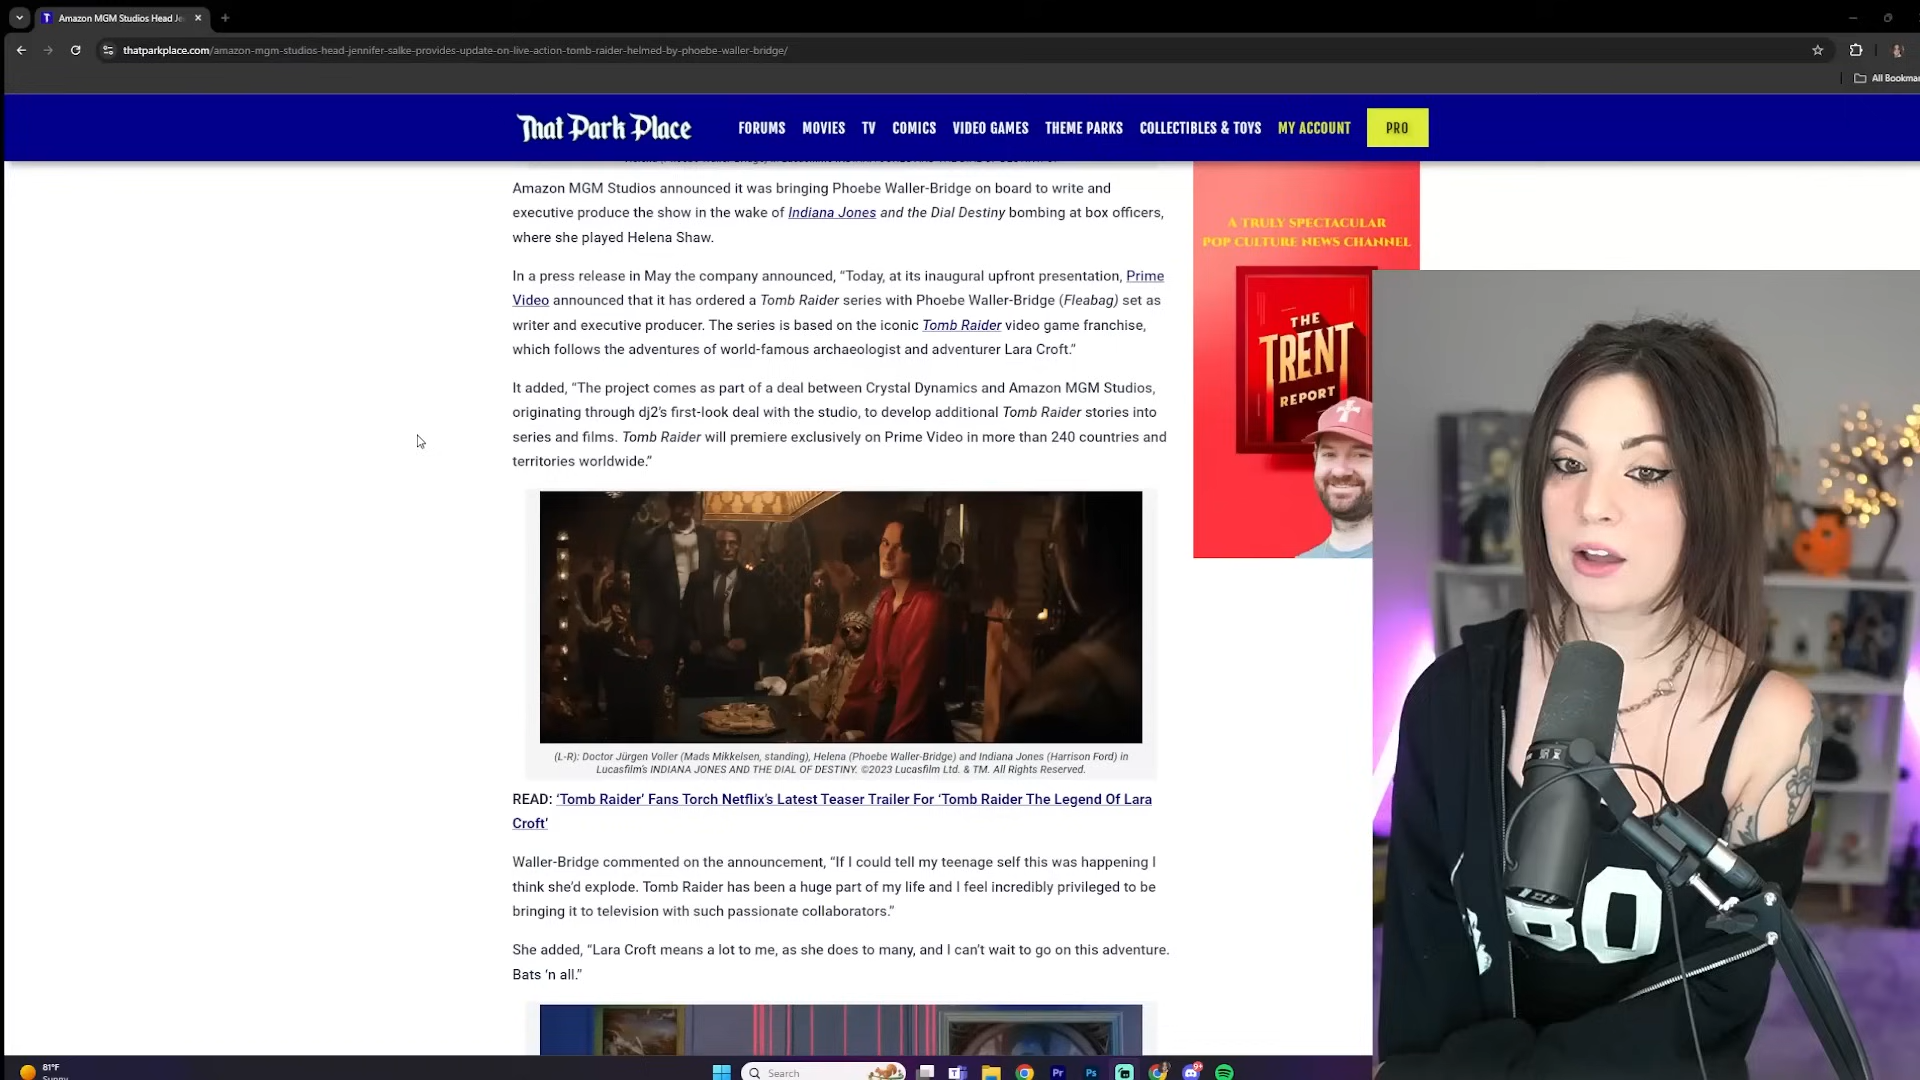 Amazon MGM Studios Head Je
thatparkplace.com/amazon-mgm-studios-head-jennifer-salke-provides-update-on-live-action-tomb-raider-helmed-by-phoebe-waller-bridge/
All Bookmar
That Park Place
FORUMS MOVIES TV COMICS VIDEO GAMES THEME PARKS COLLECTIBLES & TOYS MY ACCOUNT PRO
Amazon MGM Studios announced it was bringing Phoebe Waller-Bridge on board to write and
executive produce the show in the wake of Indiana Jones and the Dial Destiny bombing at box officers,
where she played Helena Shaw.
In a press release in May the company announced, “Today, at its inaugural upfront presentation, Prime
Video announced that it has ordered a Tomb Raider series with Phoebe Waller-Bridge (Fleabag) set as
writer and executive producer. The series is based on the iconic Tomb Raider video game franchise,
which follows the adventures of world-famous archaeologist and adventurer Lara Croft.”
It added, “The project comes as part of a deal between Crystal Dynamics and Amazon MGM Studios,
originating through dj2’s first-look deal with the studio, to develop additional Tomb Raider stories into
series and films. Tomb Raider will premiere exclusively on Prime Video in more than 240 countries and
territories worldwide.”
(L-R): Doctor Jürgen Voller (Mads Mikkelsen, standing), Helena (Phoebe Waller-Bridge) and Indiana Jones (Harrison Ford) in
Lucasfilm's INDIANA JONES AND THE DIAL OF DESTINY. ©2023 Lucasfilm Ltd. & TM. All Rights Reserved.
READ: ‘Tomb Raider’ Fans Torch Netflix’s Latest Teaser Trailer For ‘Tomb Raider The Legend Of Lara
Croft’
Waller-Bridge commented on the announcement, “If I could tell my teenage self this was happening I
think she’d explode. Tomb Raider has been a huge part of my life and I feel incredibly privileged to be
bringing it to television with such passionate collaborators.”
She added, “Lara Croft means a lot to me, as she does to many, and I can’t wait to go on this adventure.
Bats ‘n all.”
A TRULY SPECTACULAR
POP CULTURE NEWS CHANNEL
THE
TRENT
REPORT
BO
81°F
Sunny
Search